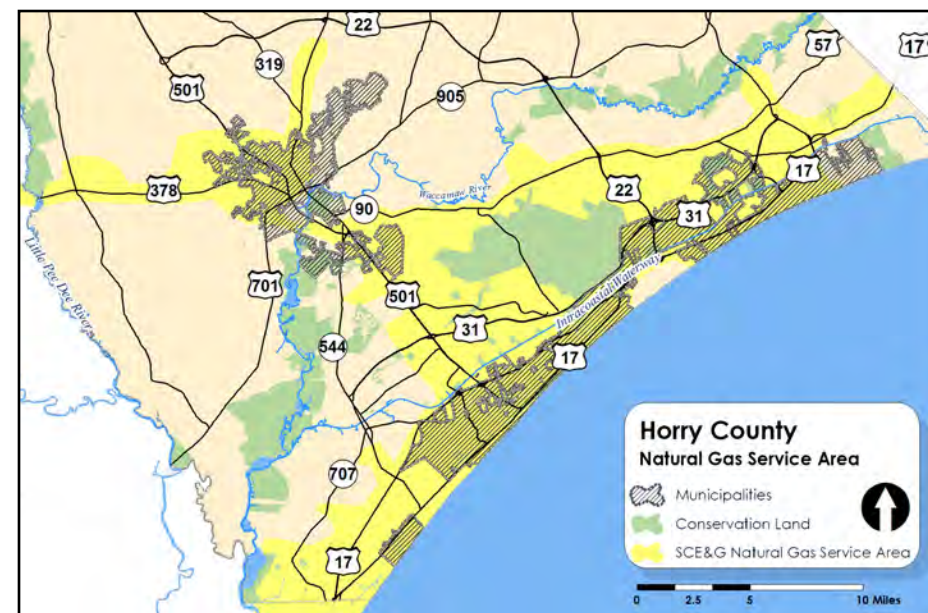 22
57
17
319
501
905
378
Waccamaw River
90
22
17
31
Little Pee Dee River
701
501
Intracoastal Waterway
31
544
17
707
17
Horry County
Natural Gas Service Area
Municipalities
Conservation Land
SCE&G Natural Gas Service Area
0 2.5 5 10 Miles